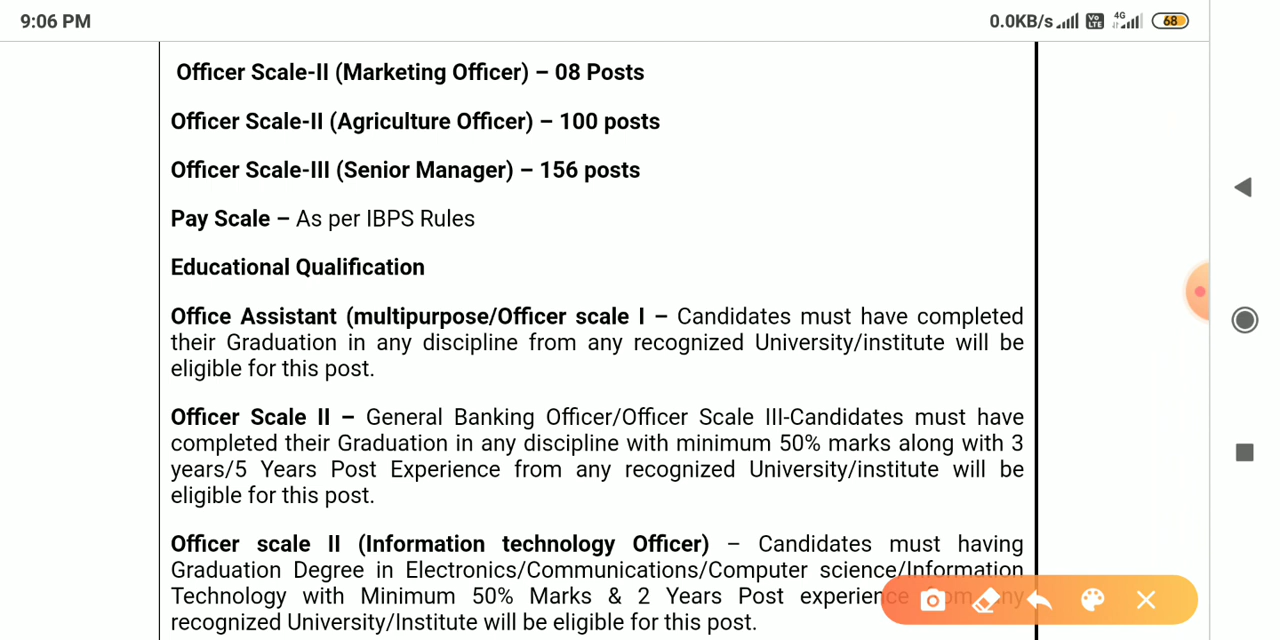 9:06 PM
0.0KB/s
Vo LTE
4G
68
Officer Scale-II (Marketing Officer) – 08 Posts
Officer Scale-II (Agriculture Officer) – 100 posts
Officer Scale-III (Senior Manager) – 156 posts
Pay Scale – As per IBPS Rules
Educational Qualification
Office Assistant (multipurpose/Officer scale I – Candidates must have completed
their Graduation in any discipline from any recognized University/institute will be
eligible for this post.
Officer Scale II – General Banking Officer/Officer Scale III-Candidates must have
completed their Graduation in any discipline with minimum 50% marks along with 3
years/5 Years Post Experience from any recognized University/institute will be
eligible for this post.
Officer scale II (Information technology Officer) – Candidates must having
Graduation Degree in Electronics/Communications/Computer science/Information
Technology with Minimum 50% Marks & 2 Years Post experience from any
recognized University/Institute will be eligible for this post.